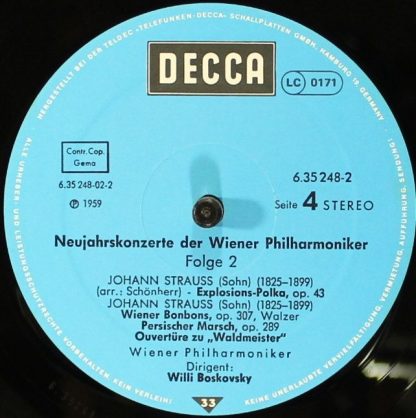 HERGESTELLT BEI DER TELDEC »TELEFUNKEN-DECCA« SCHALLPLATTEN GMBH, HAMBURG 19 GERMANY
DECCA
LC 0171
Contr. Cop.
Gema
6.35 248-02-2
Ⓟ 1959
6.35 248-2
Seite 4 STEREO
Neujahrskonzerte der Wiener Philharmoniker
Folge 2
JOHANN STRAUSS (Sohn) (1825–1899)
(arr.: Schönherr) - Explosions-Polka, op. 43
JOHANN STRAUSS (Sohn) (1825–1899)
Wiener Bonbons, op. 307, Walzer
Persischer Marsch, op. 289
Ouvertüre zu „Waldmeister"
Wiener Philharmoniker
Dirigent:
Willi Boskovsky
33
ALLE URHEBER- UND LEISTUNGSSCHUTZRECHTE VORBEHALTEN. KEIN VERLEIH!
KEINE UNERLAUBTE VERVIELFÄLTIGUNG, VERMIETUNG, AUFFÜHRUNG, SENDUNG!